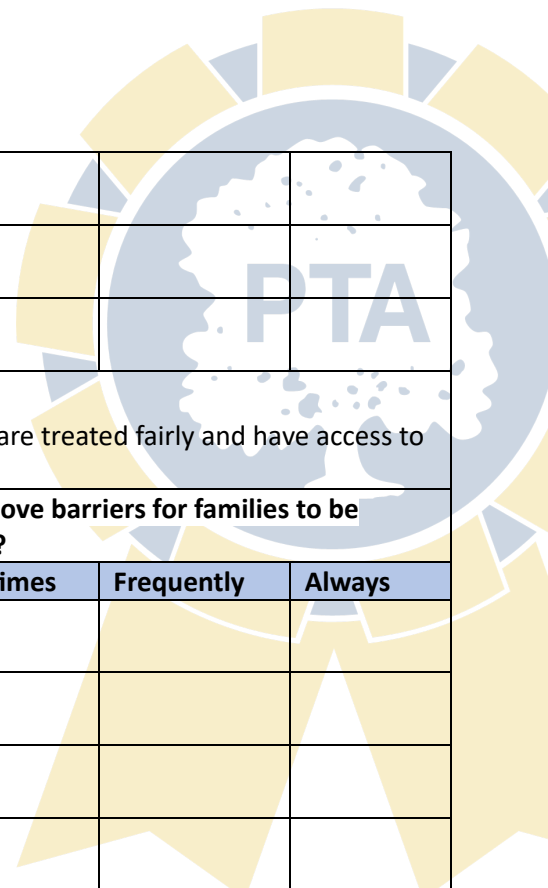 PTA
are treated fairly and have access to
ove barriers for families to be
?
imes Frequently Always